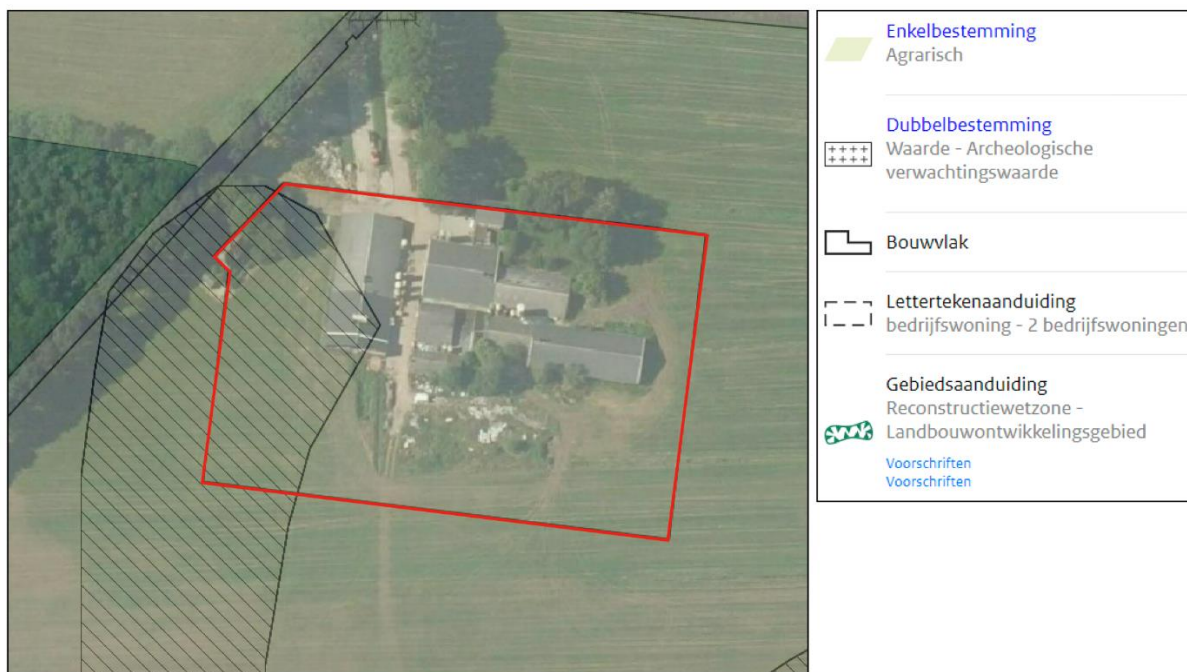 Enkelbestemming
Agrarisch
Dubbelbestemming
Waarde - Archeologische
verwachtingswaarde
Bouwvlak
Lettertekenaanduiding
bedrijfswoning - 2 bedrijfswoningen
Gebiedsaanduiding
Reconstructiewetzone -
Landbouwontwikkelingsgebied
Voorschriften
Voorschriften